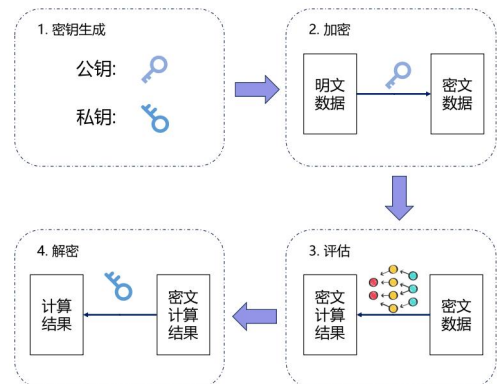 1. 密钥生成
公钥:
私钥:
2. 加密
明文
数据
密文
数据
3. 评估
密文
计算
结果
密文
数据
4. 解密
计算
结果
密文
计算
结果